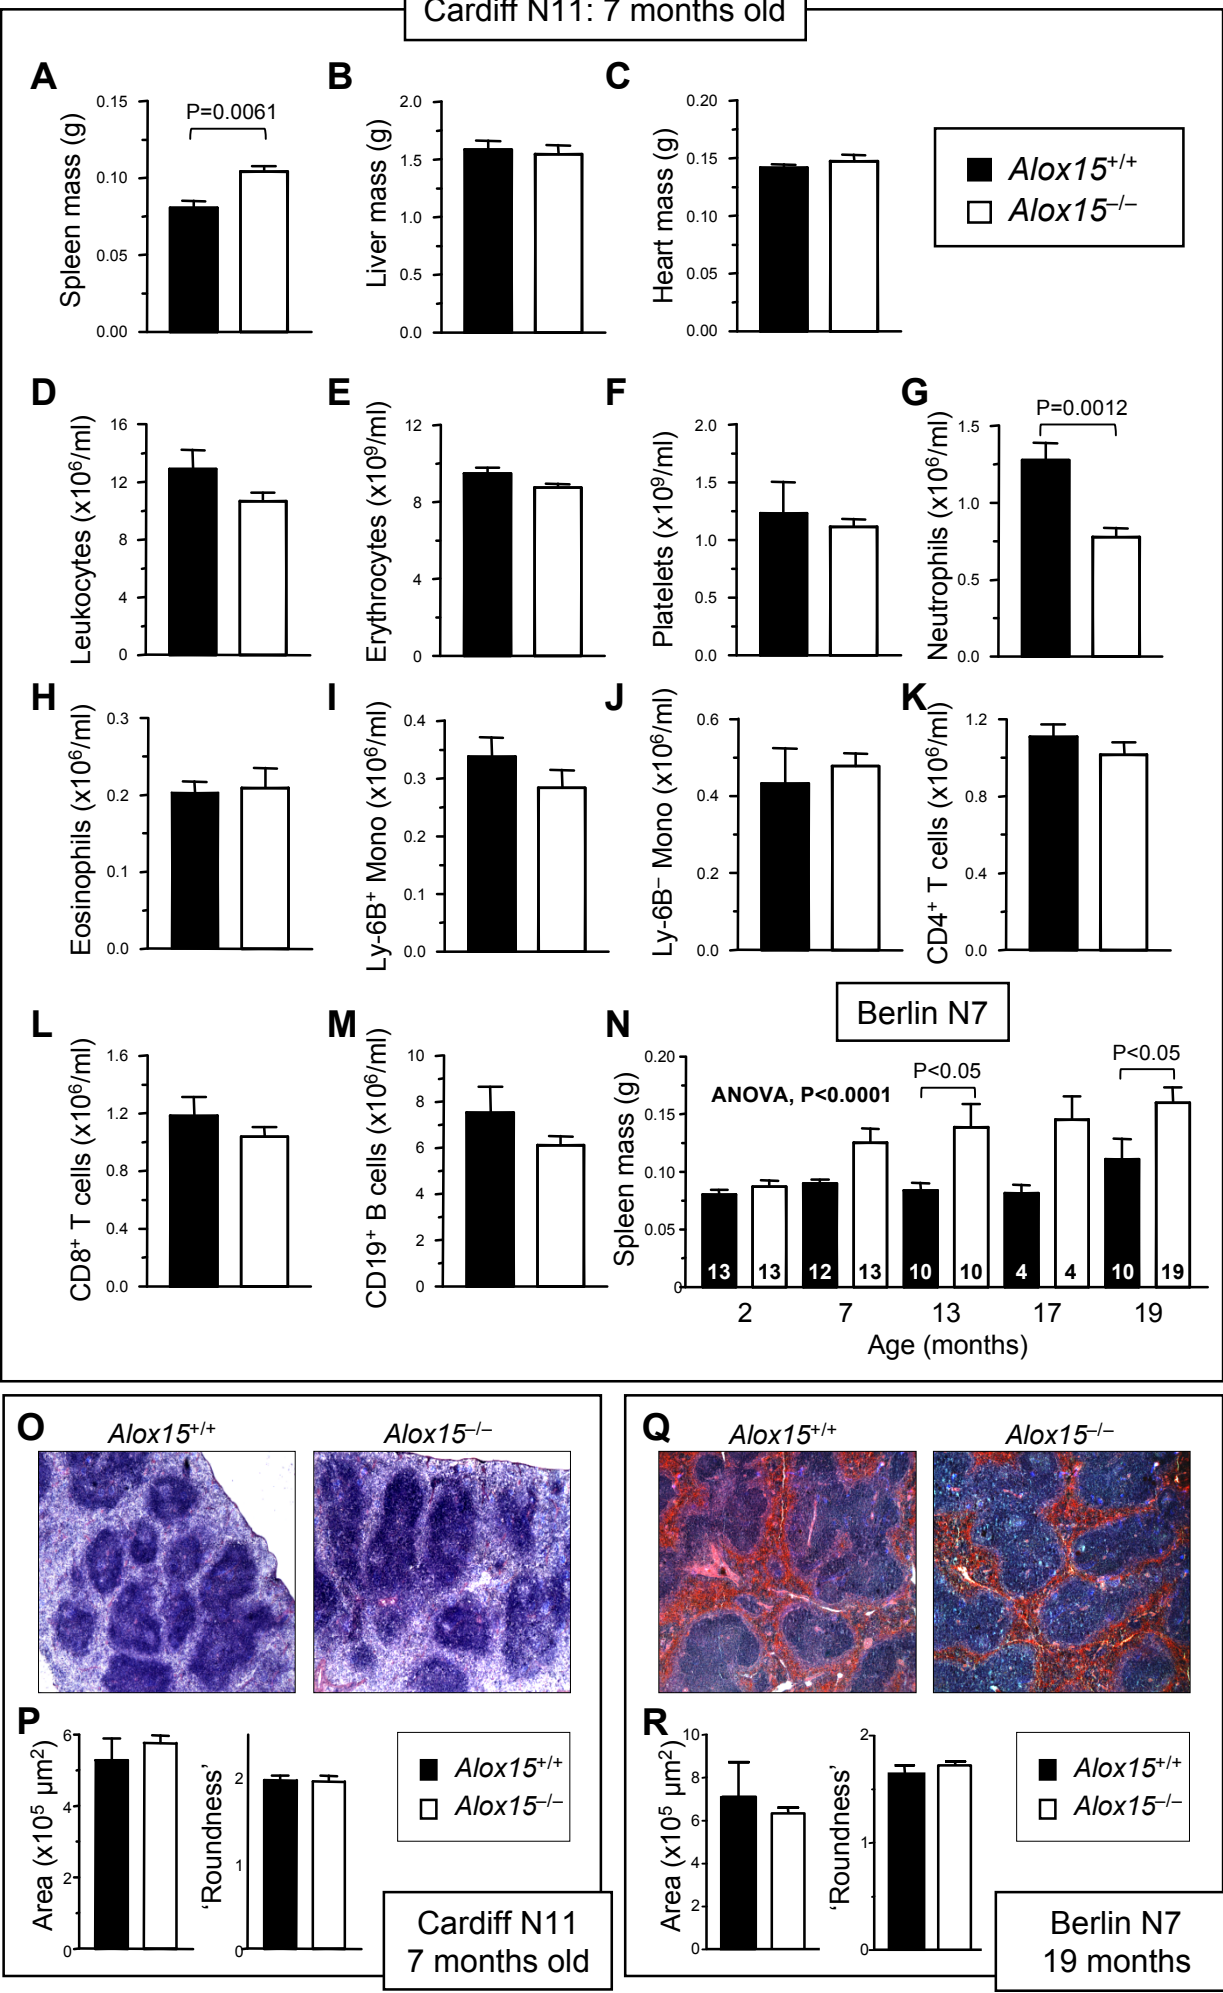 Cardiff N11: 7 months old
A
Spleen mass (g)
0.15
0.10
0.05
0.00
P=0.0061
B
Liver mass (g)
2.0
1.5
1.0
0.5
0.0
C
Heart mass (g)
0.20
0.15
0.10
0.05
0.00
Alox15+/+
Alox15–/–
D
Leukocytes (x10⁶/ml)
16
12
8
4
0
E
Erythrocytes (x10⁹/ml)
12
8
4
0
F
Platelets (x10⁹/ml)
2.0
1.5
1.0
0.5
0.0
G
Neutrophils (x10⁶/ml)
P=0.0012
1.5
1.0
0.5
0.0
H
Eosinophils (x10⁶/ml)
0.3
0.2
0.1
0.0
I
Ly-6B⁺ Mono (x10⁶/ml)
0.4
0.3
0.2
0.1
0.0
J
Ly-6B⁻ Mono (x10⁶/ml)
0.6
0.4
0.2
0.0
K
CD4⁺ T cells (x10⁶/ml)
1.2
0.8
0.4
0.0
L
CD8⁺ T cells (x10⁶/ml)
1.6
1.2
0.8
0.4
0.0
M
CD19⁺ B cells (x10⁶/ml)
10
8
6
4
2
0
N
Berlin N7
Spleen mass (g)
0.20
0.15
0.10
0.05
0
ANOVA, P<0.0001
P<0.05
P<0.05
13 13 12 13 10 10 4 4 10 19
2 7 13 17 19
Age (months)
O
Alox15+/+ Alox15–/–
P
Area (x10⁵ µm²)
6
4
2
0
'Roundness'
2
1
0
Alox15+/+
Alox15–/–
Cardiff N11
7 months old
Q
Alox15+/+ Alox15–/–
R
Area (x10⁵ µm²)
10
8
6
4
2
0
'Roundness'
2
1
0
Alox15+/+
Alox15–/–
Berlin N7
19 months